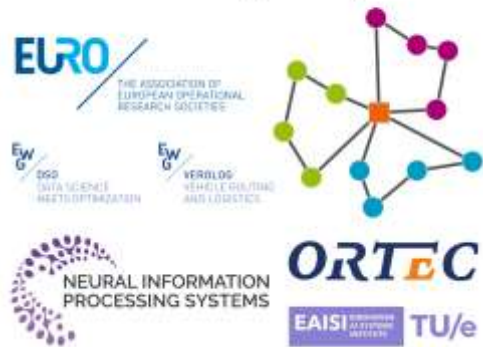 EURO
THE ASSOCIATION OF
EUROPEAN OPERATIONAL
RESEARCH SOCIETIES
EWG
DSO
DATA SCIENCE
MEETS OPTIMIZATION
EWG
VEROLOG
VEHICLE ROUTING
AND LOGISTICS
NEURAL INFORMATION
PROCESSING SYSTEMS
ORTEC
EAISI
INSTITUTE
TU/e